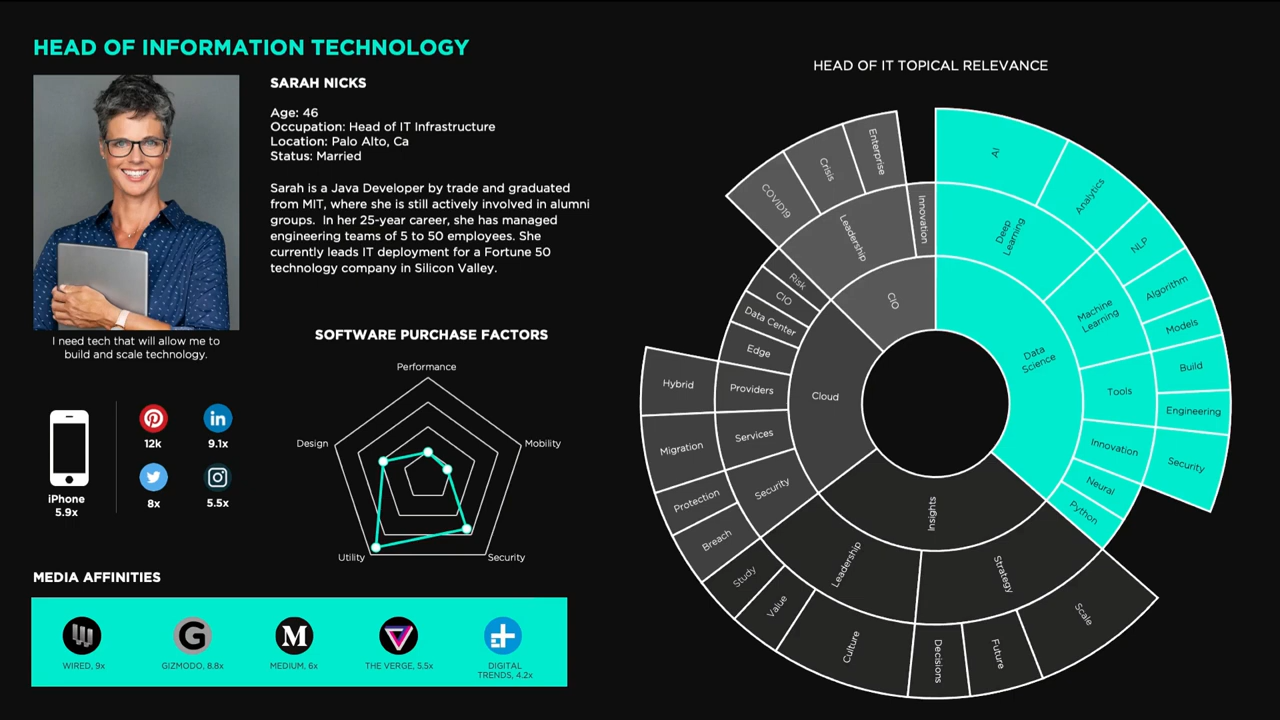 HEAD OF INFORMATION TECHNOLOGY
SARAH NICKS
Age: 46
Occupation: Head of IT Infrastructure
Location: Palo Alto, Ca
Status: Married
Sarah is a Java Developer by trade and graduated
from MIT, where she is still actively involved in alumni
groups. In her 25-year career, she has managed
engineering teams of 5 to 50 employees. She
currently leads IT deployment for a Fortune 50
technology company in Silicon Valley.
I need tech that will allow me to
build and scale technology.
iPhone
5.9x
12k
9.1x
8x
5.5x
SOFTWARE PURCHASE FACTORS
Performance
Design
Mobility
Utility
Security
MEDIA AFFINITIES
WIRED, 9x
G
GIZMODO, 8.8x
M
MEDIUM, 6x
THE VERGE, 5.5x
DIGITAL
TRENDS, 4.2x
HEAD OF IT TOPICAL RELEVANCE
Data
Science
Deep
Learning
AI
Analytics
Machine
Learning
NLP
Algorithm
Models
Tools
Build
Engineering
Innovation
Security
Neural
Python
Insights
Strategy
Scale
Future
Decisions
Leadership
Culture
Value
Study
Cloud
Security
Breach
Protection
Services
Migration
Providers
Hybrid
Edge
Data Center
CIO
Risk
CIO
Leadership
COVID19
Crisis
Enterprise
Innovation